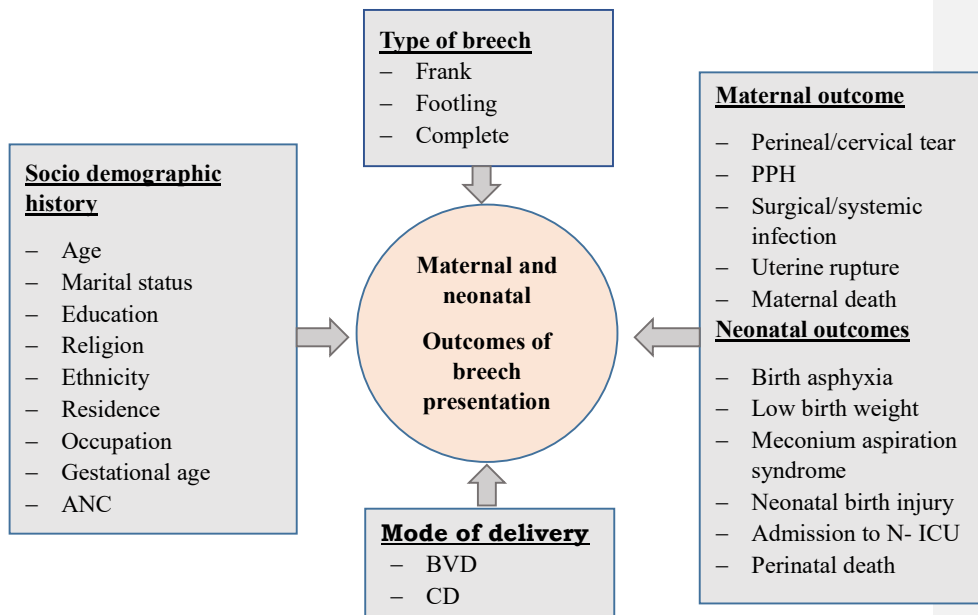 Type of breech
– Frank
– Footling
– Complete
Socio demographic
history
– Age
– Marital status
– Education
– Religion
– Ethnicity
– Residence
– Occupation
– Gestational age
– ANC
Maternal and
neonatal
Outcomes of
breech
presentation
Maternal outcome
– Perineal/cervical tear
– PPH
– Surgical/systemic
infection
– Uterine rupture
– Maternal death
Neonatal outcomes
– Birth asphyxia
– Low birth weight
– Meconium aspiration
syndrome
– Neonatal birth injury
– Admission to N- ICU
– Perinatal death
Mode of delivery
– BVD
– CD